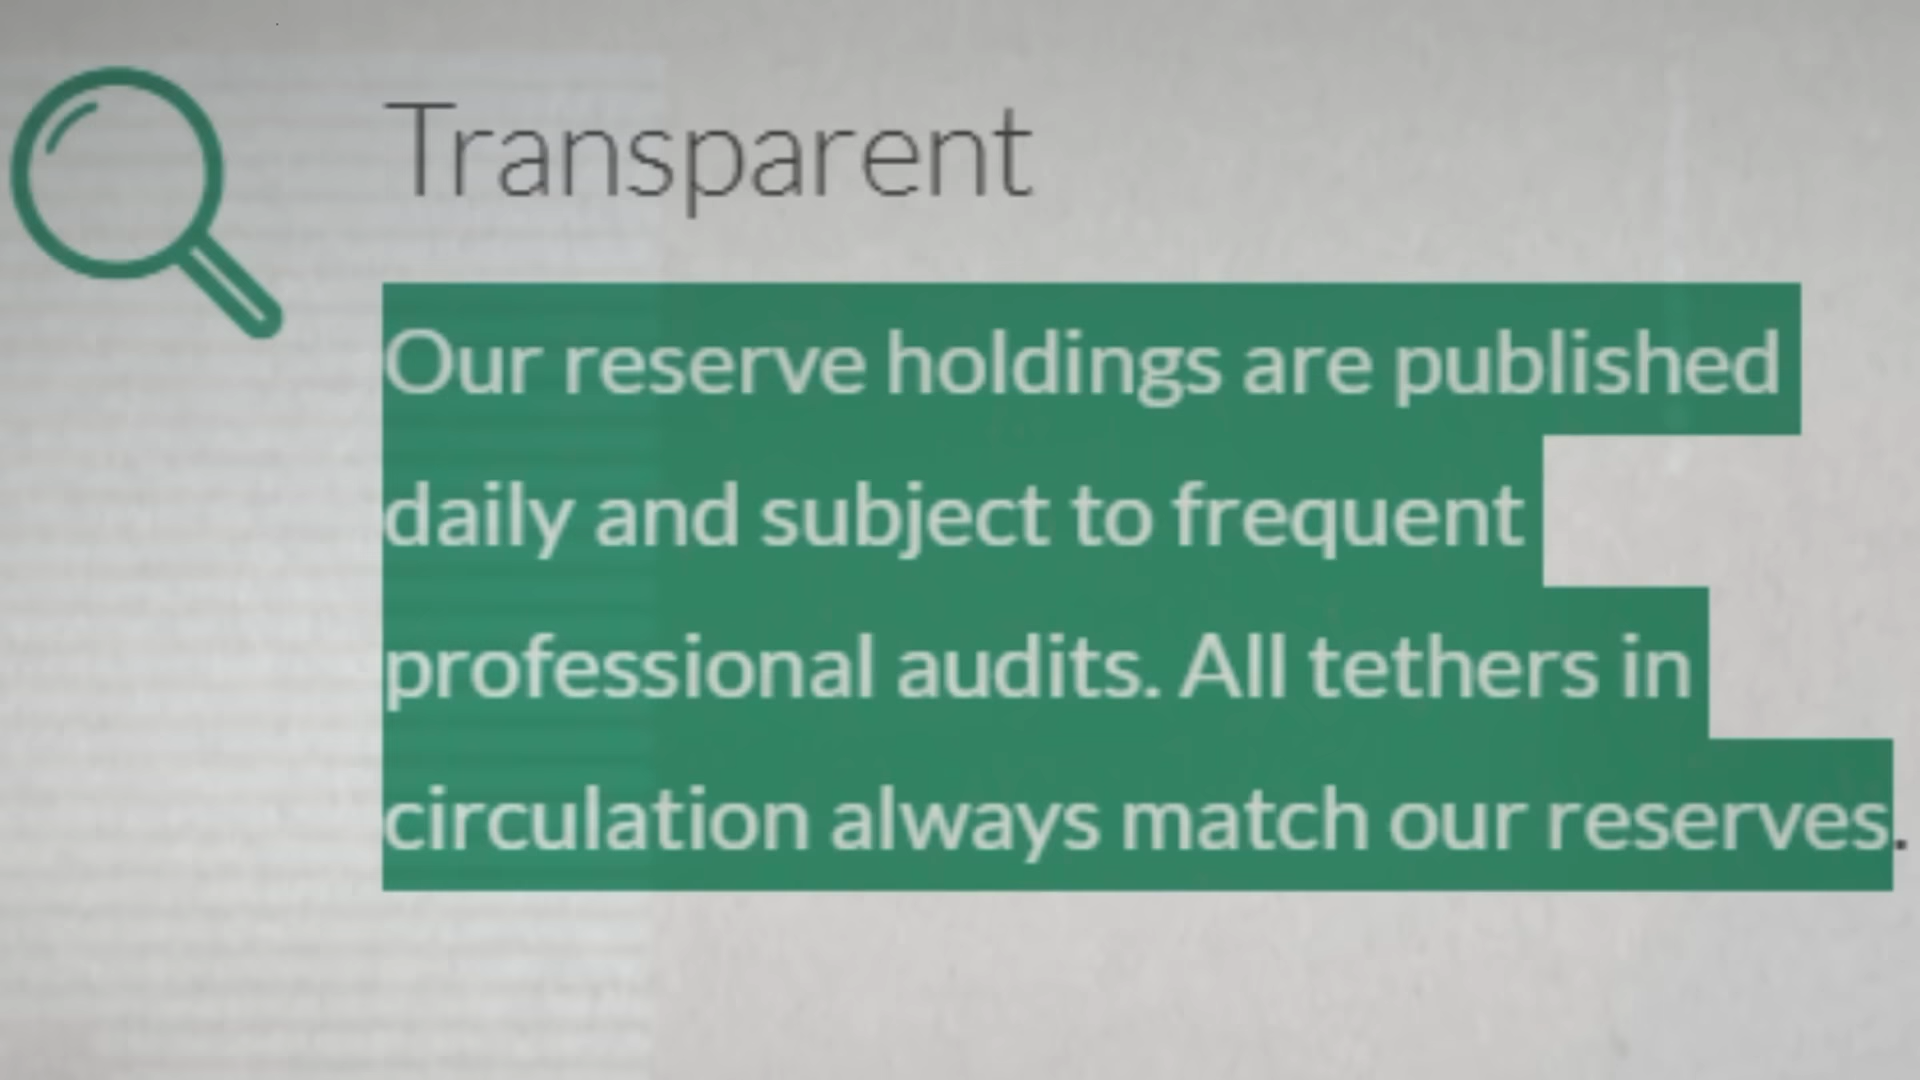 Transparent
Our reserve holdings are published
daily and subject to frequent
professional audits. All tethers in
circulation always match our reserves.